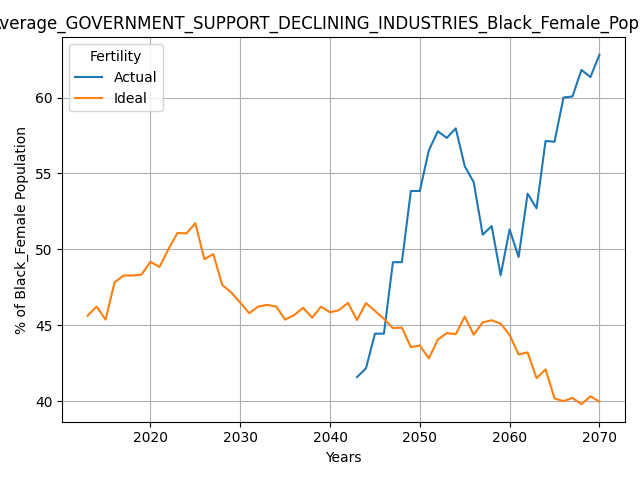 verage_GOVERNMENT_SUPPORT_DECLINING_INDUSTRIES_Black_Female_Pop
Fertility
Actual
Ideal
% of Black_Female Population
60
55
50
45
40
2020 2030 2040 2050 2060 2070
Years